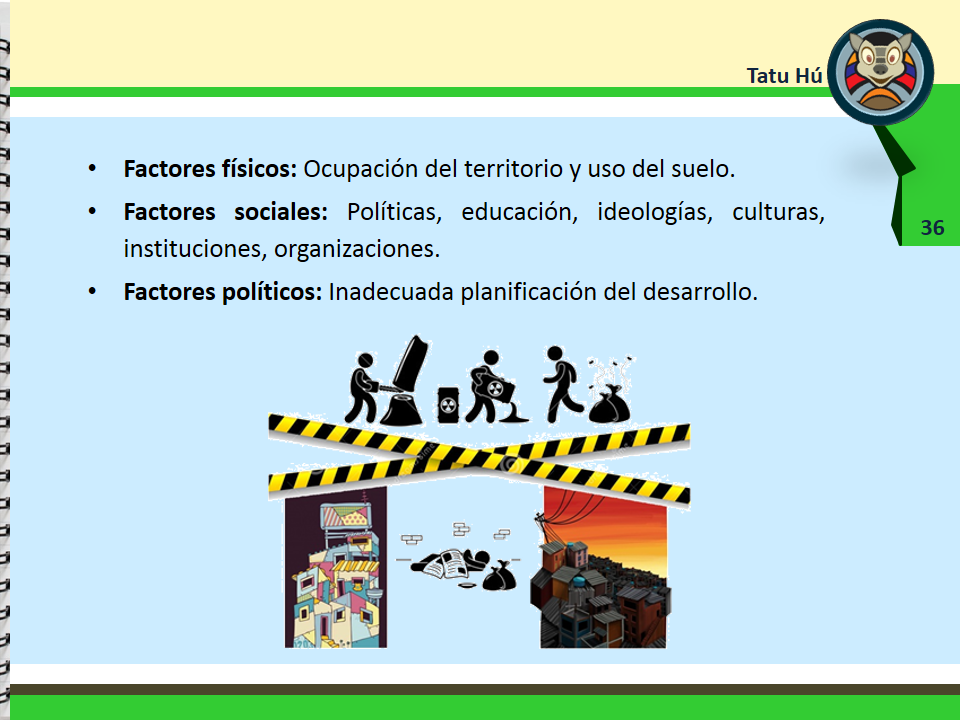 Tatu Hú
• Factores físicos: Ocupación del territorio y uso del suelo.
• Factores sociales: Políticas, educación, ideologías, culturas,
instituciones, organizaciones.
36
• Factores políticos: Inadecuada planificación del desarrollo.